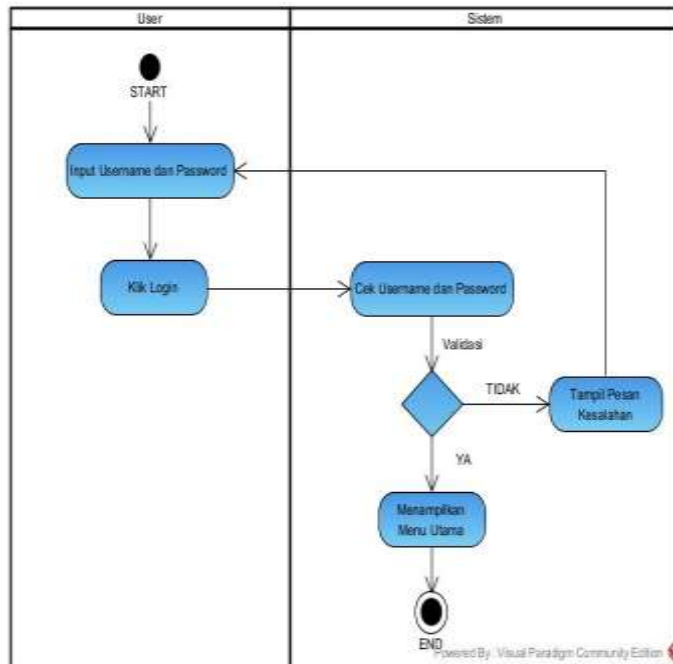 User
Sistem
START
Input Username dan Password
Klik Login
Cek Username dan Password
Validasi
TIDAK
Tampil Pesan
Kesalahan
YA
Menampilkan
Menu Utama
END
Powered By : Visual Paradigm Community Edition